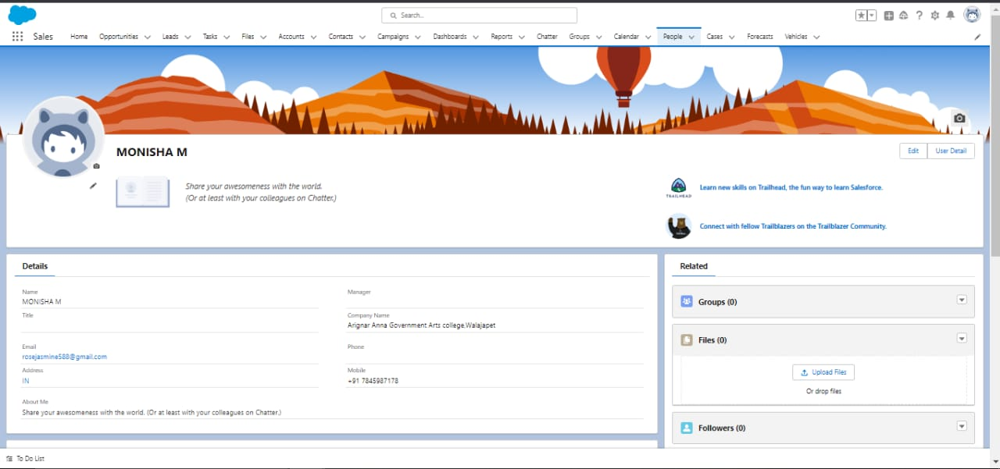 Search...
Sales Home Opportunities Leads Tasks Files Accounts Contacts Campaigns Dashboards Reports Chatter Groups Calendar People Cases Forecasts Vehicles
MONISHA M
Edit User Detail
Share your awesomeness with the world.
(Or at least with your colleagues on Chatter.)
TRAILHEAD
Learn new skills on Trailhead, the fun way to learn Salesforce.
Connect with fellow Trailblazers on the Trailblazer Community.
Details
Name
MONISHA M
Manager
Title
Company Name
Arignar Anna Government Arts college,Walajapet
Email
rosejasmine588@gmail.com
Phone
Address
IN
Mobile
+91 7845987178
About Me
Share your awesomeness with the world. (Or at least with your colleagues on Chatter.)
Related
Groups (0)
Files (0)
Upload Files
Or drop files
Followers (0)
To Do List